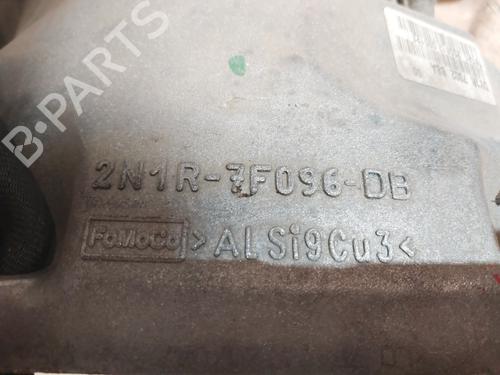 B-PARTS
2N1R-7F096-DB
FoMoCo >ALSi9Cu3<